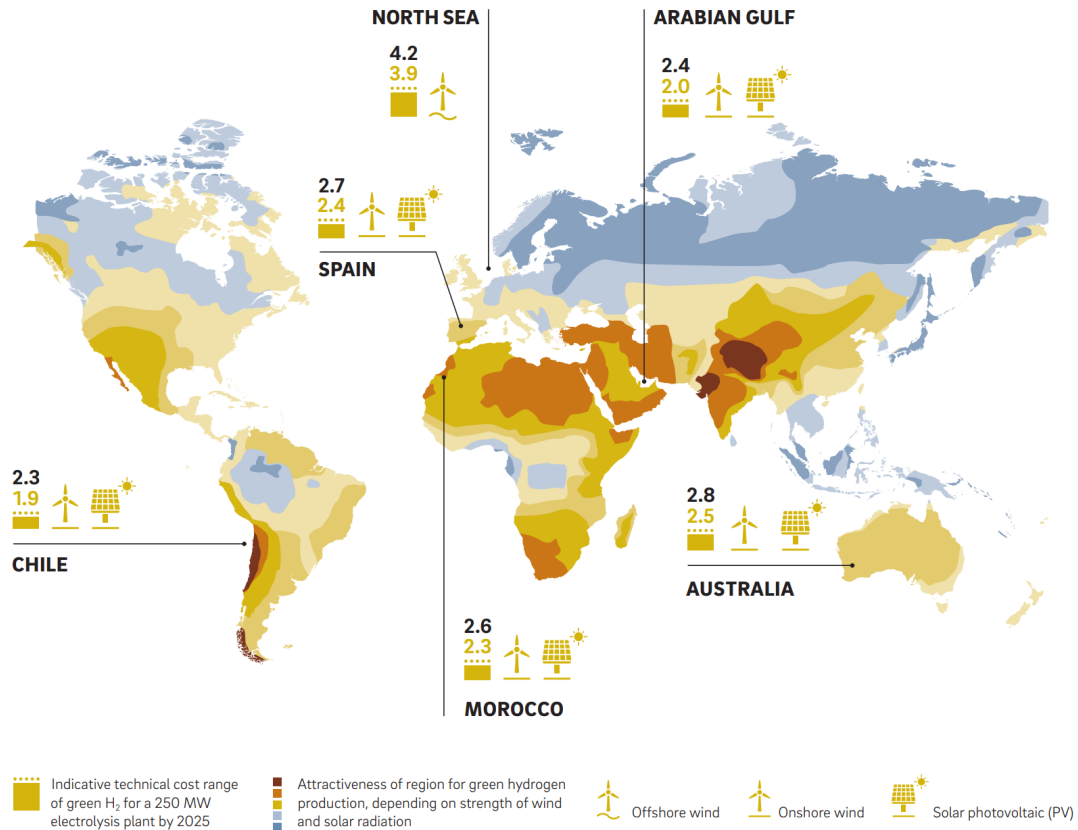 NORTH SEA
4.2
3.9
ARABIAN GULF
2.4
2.0
2.7
2.4
SPAIN
2.3
1.9
CHILE
2.8
2.5
AUSTRALIA
2.6
2.3
MOROCCO
Indicative technical cost range
of green H₂ for a 250 MW
electrolysis plant by 2025
Attractiveness of region for green hydrogen
production, depending on strength of wind
and solar radiation
Offshore wind
Onshore wind
Solar photovoltaic (PV)